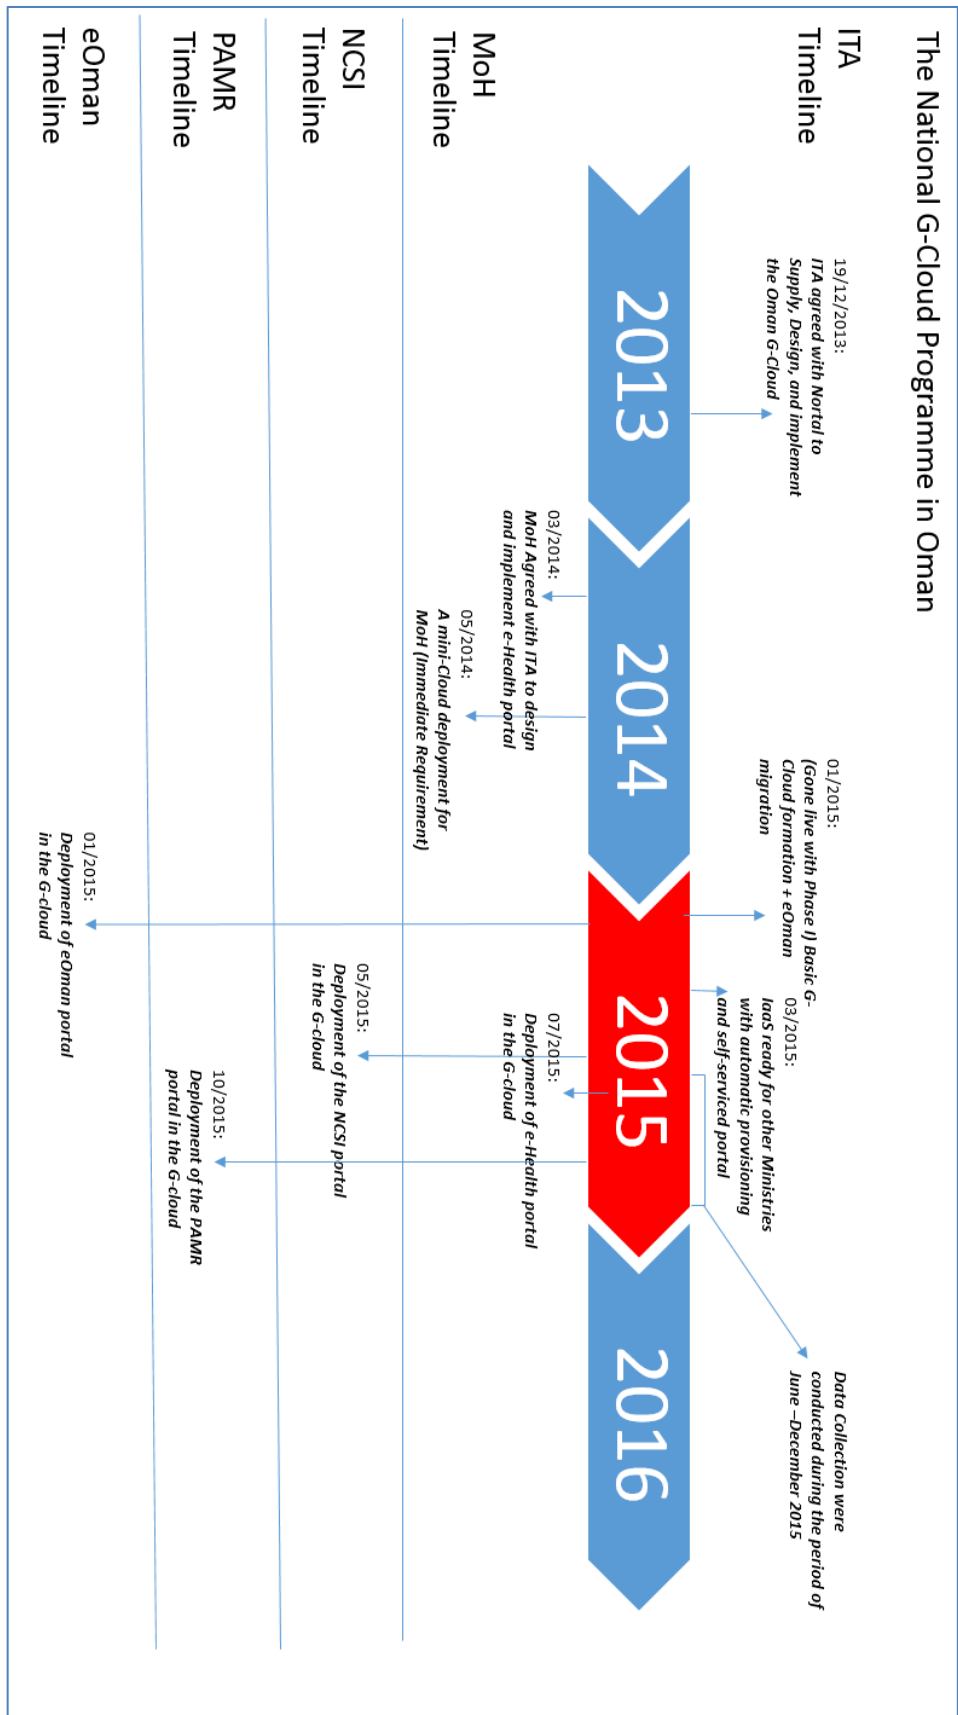 The National G-Cloud Programme in Oman
ITA
Timeline
19/12/2013:
ITA agreed with Nortal to
Supply, Design, and implement
the Oman G-Cloud
01/2015:
(Gone live with Phase I) Basic G-
Cloud formation + eOman
migration
03/2015:
IaaS ready for other Ministries
with automatic provisioning
and self-serviced portal
Data Collection were
conducted during the period of
June –December 2015
2013
2014
2015
2016
MoH
Timeline
03/2014:
MoH Agreed with ITA to design
and implement e-Health portal
05/2014:
A mini-Cloud deployment for
MoH (Immediate Requirement)
07/2015:
Deployment of e-Health portal
in the G-cloud
NCSI
Timeline
05/2015:
Deployment of the NCSI portal
in the G-cloud
PAMR
Timeline
10/2015:
Deployment of the PAMR
portal in the G-cloud
eOman
Timeline
01/2015:
Deployment of eOman portal
in the G-cloud